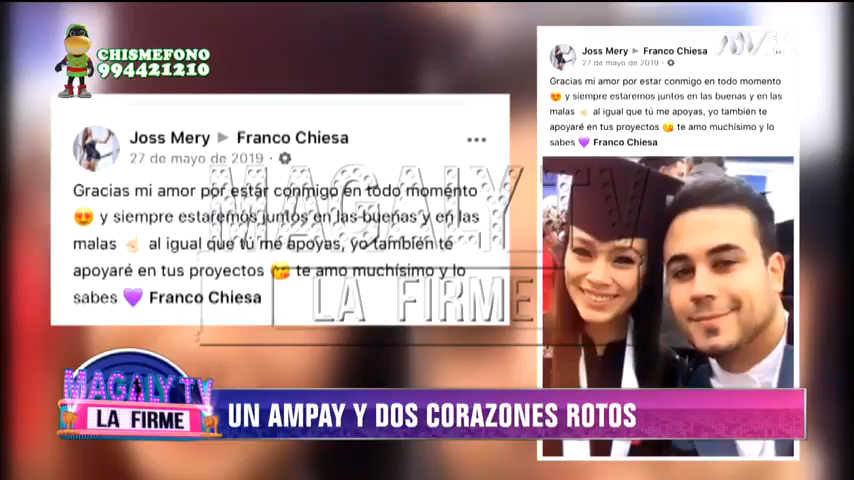 CHISMEFONO
994421210
Joss Mery ▶ Franco Chiesa
27 de mayo de 2019 ·
Gracias mi amor por estar conmigo en todo momento
😍 y siempre estaremos juntos en las buenas y en las
malas ☝🏻 al igual que tú me apoyas, yo también te
apoyaré en tus proyectos 😘 te amo muchísimo y lo
sabes 💜 Franco Chiesa
Joss Mery ▶ Franco Chiesa
27 de mayo de 2019 ·
Gracias mi amor por estar conmigo en todo momento
😍 y siempre estaremos juntos en las buenas y en las
malas ☝🏻 al igual que tú me apoyas, yo también te
apoyaré en tus proyectos 😘 te amo muchísimo y lo
sabes 💜 Franco Chiesa
MAGALY TV
LA FIRME
MAGALY TV
LA FIRME
UN AMPAY Y DOS CORAZONES ROTOS